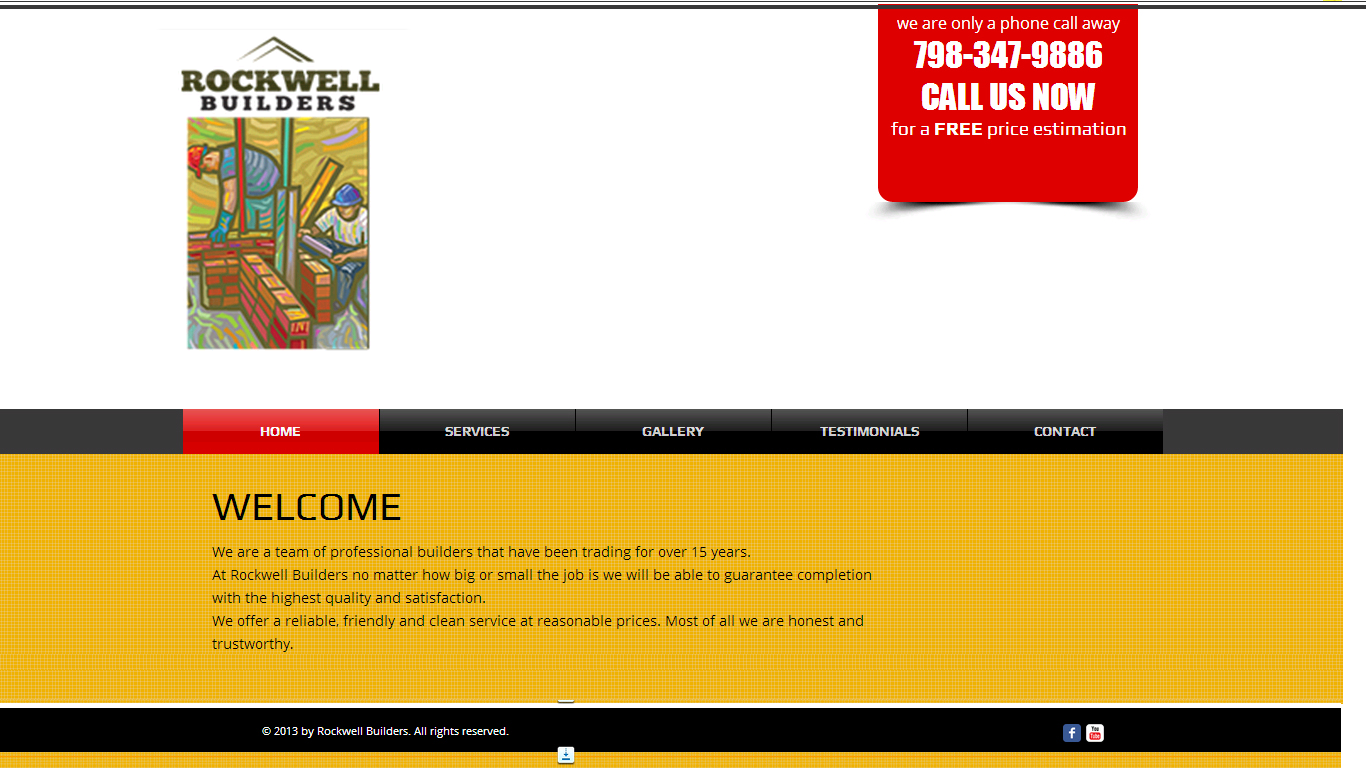 we are only a phone call away
798-347-9886
CALL US NOW
for a FREE price estimation
ROCKWELL
BUILDERS
HOME
SERVICES
GALLERY
TESTIMONIALS
CONTACT
WELCOME
We are a team of professional builders that have been trading for over 15 years.
At Rockwell Builders no matter how big or small the job is we will be able to guarantee completion
with the highest quality and satisfaction.
We offer a reliable, friendly and clean service at reasonable prices. Most of all we are honest and
trustworthy.
© 2013 by Rockwell Builders. All rights reserved.
f
You
Tube